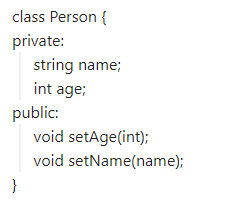 class Person {
private:
string name;
int age;
public:
void setAge(int);
void setName(name);
}